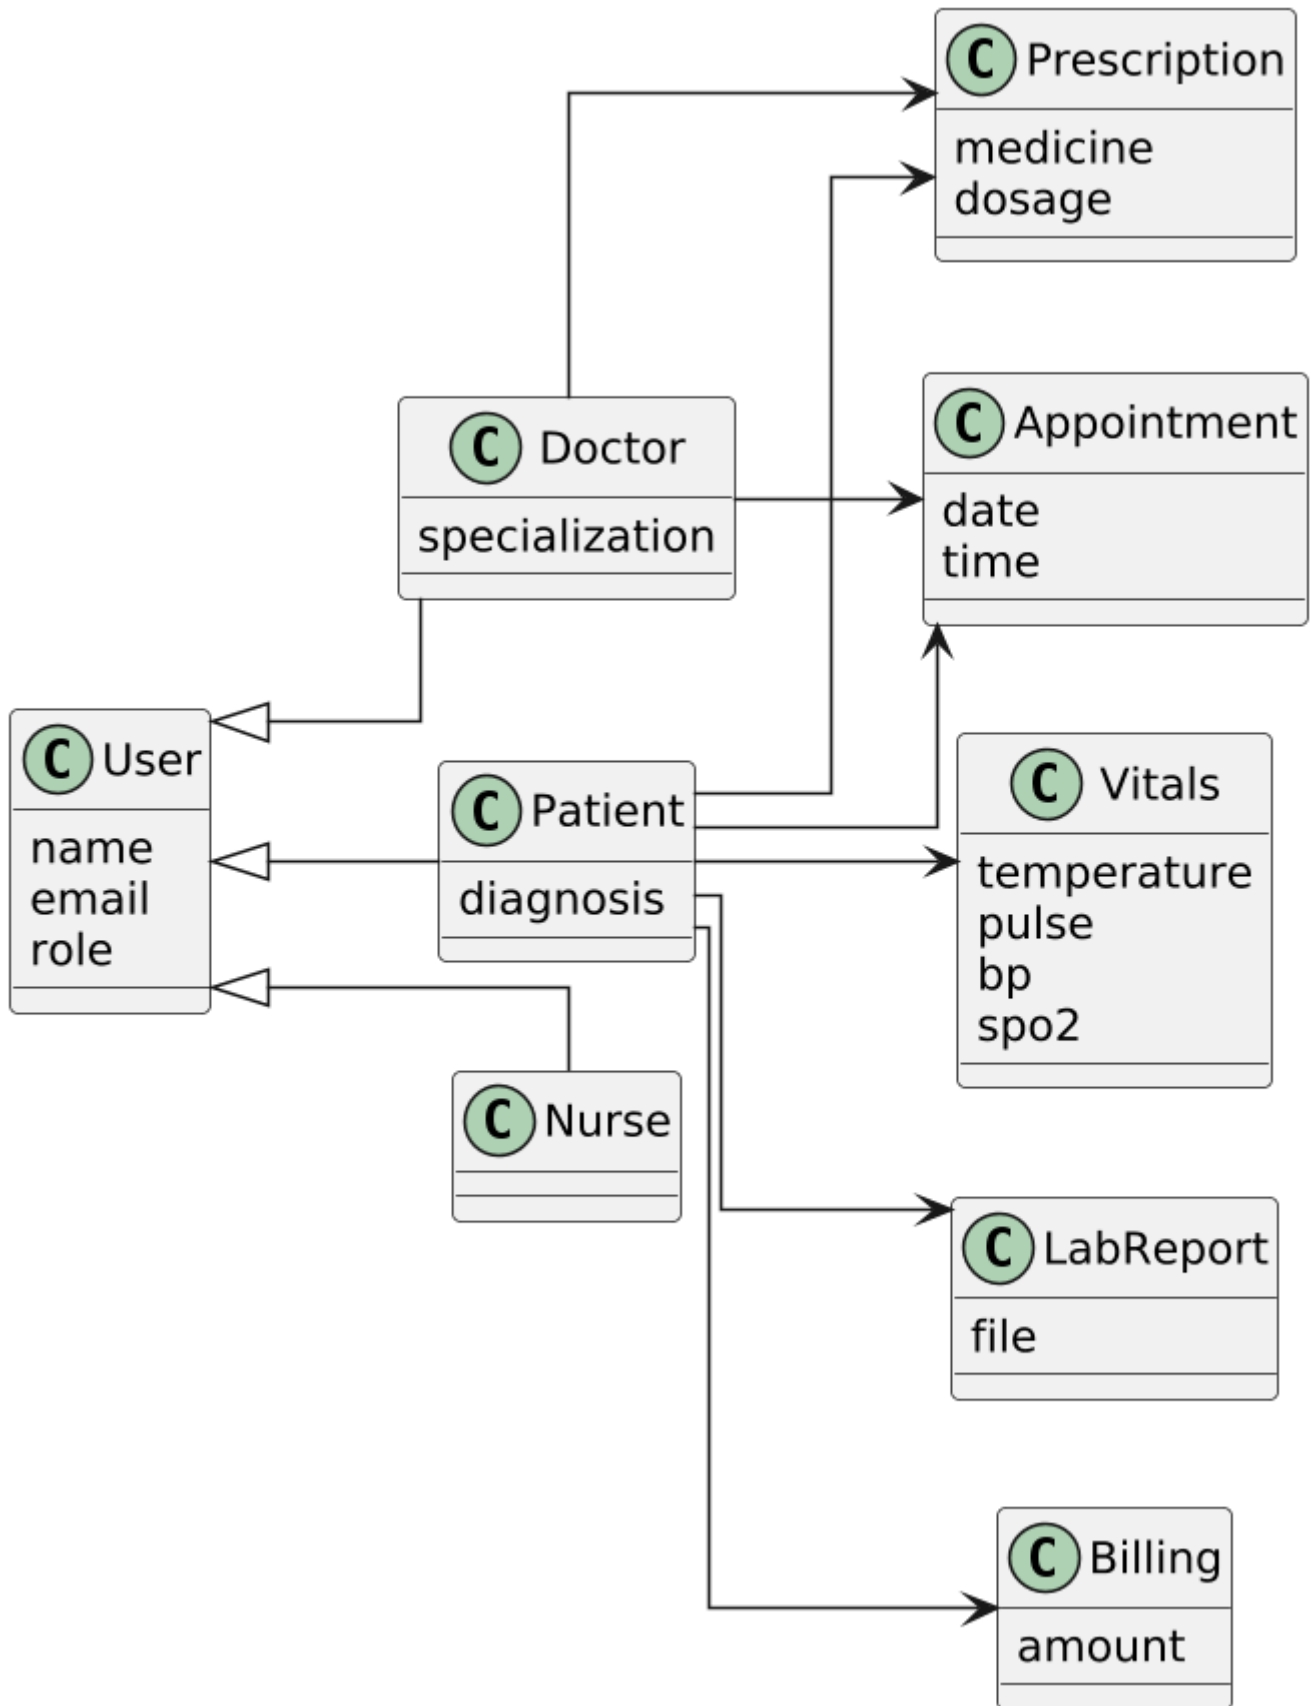 C Prescription
medicine
dosage
C Appointment
date
time
C Doctor
specialization
C User
name
email
role
C Patient
diagnosis
C Vitals
temperature
pulse
bp
spo2
C Nurse
C LabReport
file
C Billing
amount